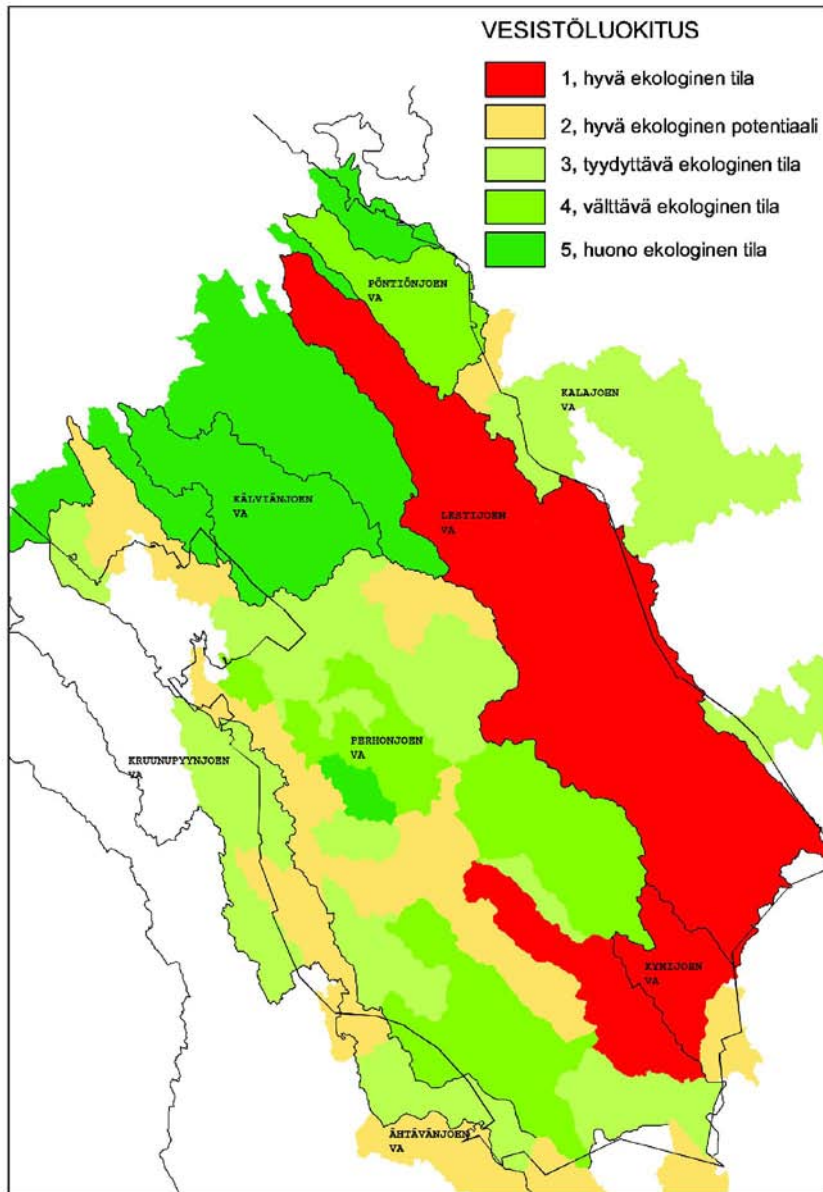 VESISTÖLUOKITUS
1, hyvä ekologinen tila
2, hyvä ekologinen potentiaali
3, tyydyttävä ekologinen tila
4, välttävä ekologinen tila
5, huono ekologinen tila
PÖNTIÖNJOEN
VA
KALAJOEN
VA
KÄLVIÄNJOEN
VA
LESTIJOEN
VA
PERHONJOEN
VA
KRUUNUPYYNJOEN
VA
KYMIJOEN
VA
ÄHTÄVÄNJOEN
VA